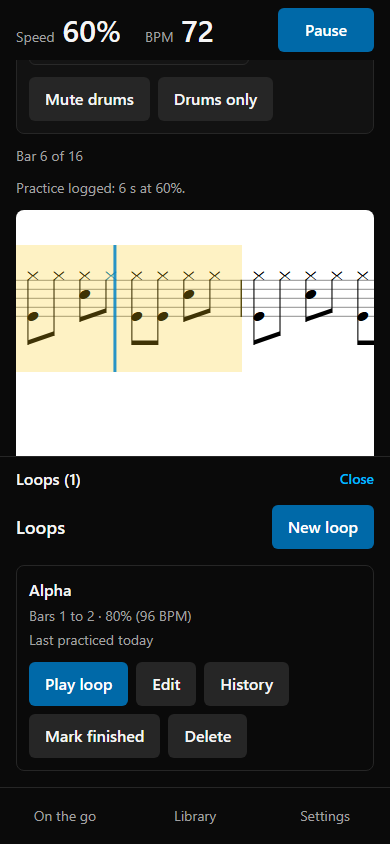 Speed 60% BPM 72 Pause
Mute drums Drums only
Bar 6 of 16
Practice logged: 6 s at 60%.
Loops (1) Close
Loops New loop
Alpha
Bars 1 to 2 · 80% (96 BPM)
Last practiced today
Play loop Edit History
Mark finished Delete
On the go Library Settings